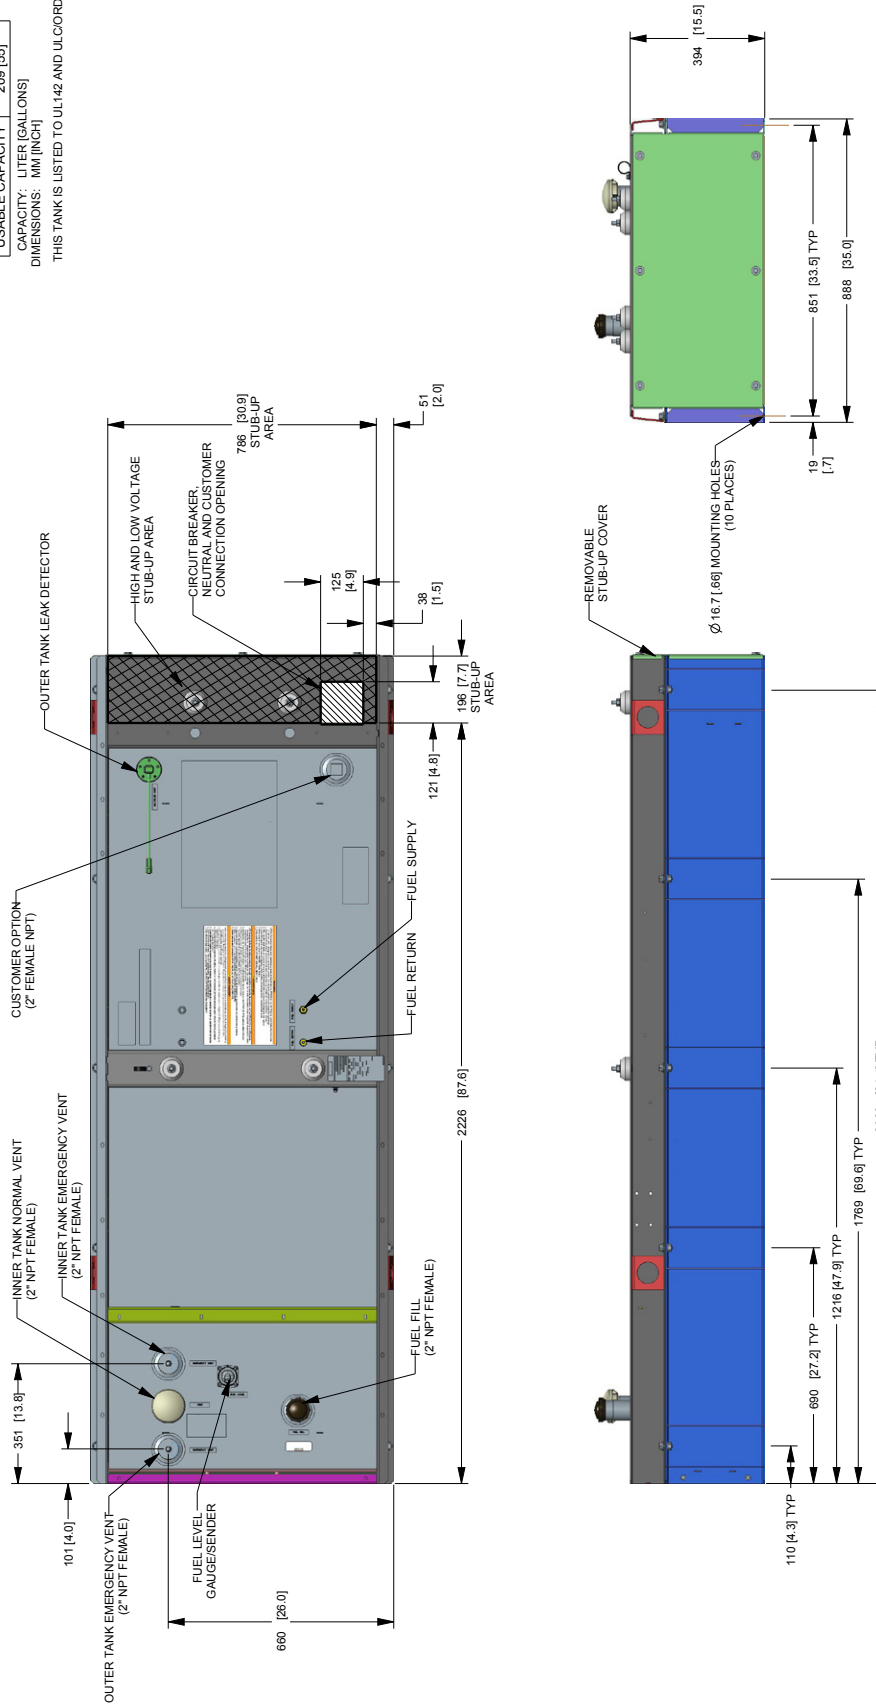 USABLE CAPACITY
CAPACITY: LITER [GALLONS]
DIMENSIONS: MM [INCH]
THIS TANK IS LISTED TO UL142 AND ULC/ORD
CUSTOMER OPTION
(2" FEMALE NPT)
OUTER TANK LEAK DETECTOR
HIGH AND LOW VOLTAGE
STUB-UP AREA
CIRCUIT BREAKER,
NEUTRAL AND CUSTOMER
CONNECTION OPENING
786 [30.9]
STUB-UP
AREA
51
[2.0]
125
[4.9]
38
[1.5]
196 [7.7]
STUB-UP
AREA
121 [4.8]
INNER TANK NORMAL VENT
(2" NPT FEMALE)
INNER TANK EMERGENCY VENT
(2" NPT FEMALE)
351 [13.8]
101 [4.0]
OUTER TANK EMERGENCY VENT
(2" NPT FEMALE)
FUEL LEVEL
GAUGE/SENDER
660 [26.0]
FUEL FILL
(2" NPT FEMALE)
FUEL RETURN
FUEL SUPPLY
2226 [87.6]
394 [15.5]
851 [33.5] TYP
888 [35.0]
19
[.7]
Ø 16.7 [.66] MOUNTING HOLES
(10 PLACES)
REMOVABLE
STUB-UP COVER
110 [4.3] TYP
690 [27.2] TYP
1216 [47.9] TYP
1769 [69.6] TYP